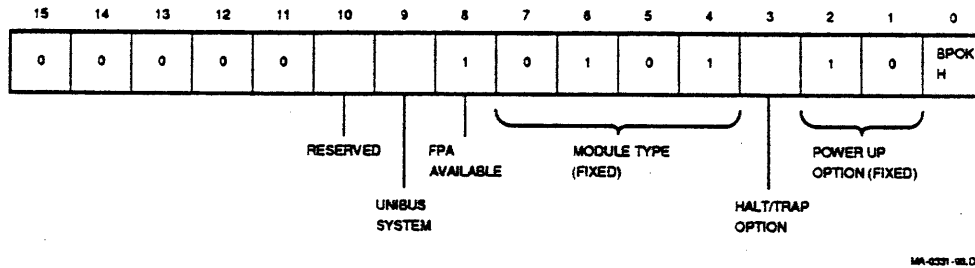 15 14 13 12 11 10 9 8 7 6 5 4 3 2 1 0
0 0 0 0 0 1 0 1 0 1 1 0 BPOK
H
RESERVED FPA MODULE TYPE POWER UP
AVAILABLE (FIXED) OPTION (FIXED)
UNIBUS HALT/TRAP
SYSTEM OPTION